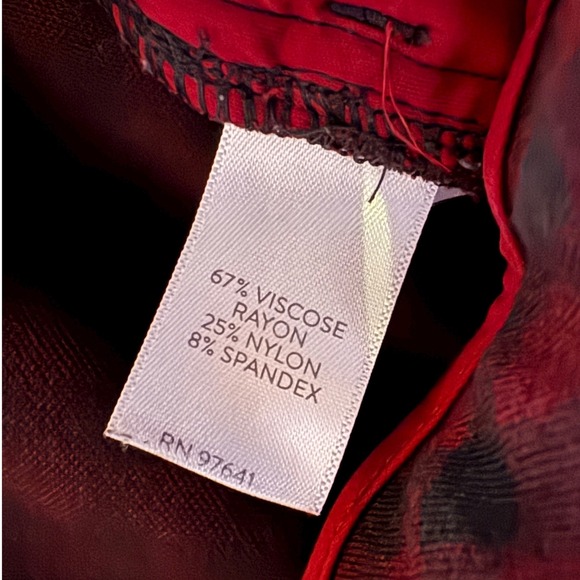 67% VISCOSE
RAYON
25% NYLON
8% SPANDEX
RN 97641